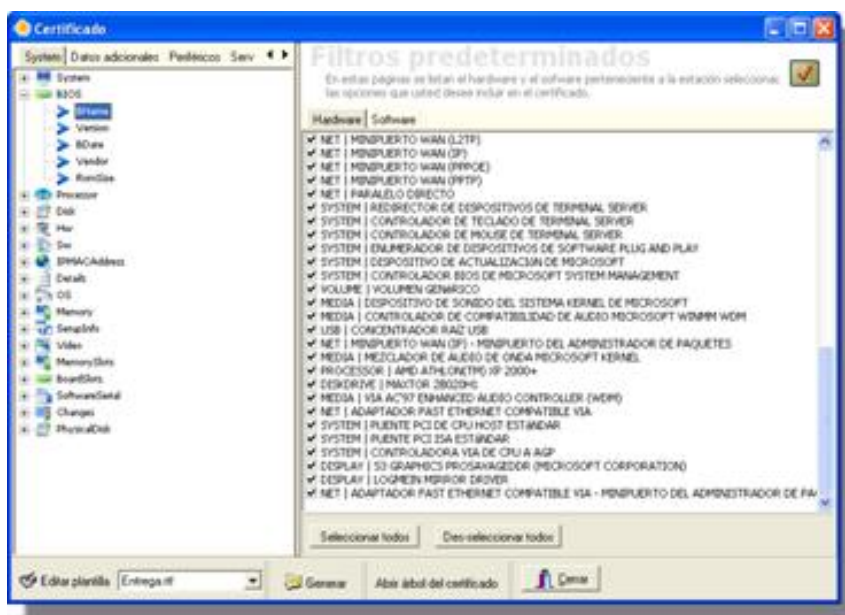 Certificado
System Datos adicionales Periféricos Serv
System
BIOS
BName
Version
BDate
Vendor
RomSize
Processor
Disk
Hw
Sw
IPMACAddress
Details
OS
Memory
SetupInfo
Video
MemorySlots
BoardSlots
SoftwareSerial
Changes
PhysicalDisk
Filtros predeterminados
En estas páginas se listan el hardware y el software perteneciente a la estación seleccionac
las opciones que usted desee incluir en el certificado.
Hardware Software
NET | MINIPUERTO WAN (L2TP)
NET | MINIPUERTO WAN (IP)
NET | MINIPUERTO WAN (PPPOE)
NET | MINIPUERTO WAN (PPTP)
NET | PARALELO DIRECTO
SYSTEM | REDIRECTOR DE DISPOSITIVOS DE TERMINAL SERVER
SYSTEM | CONTROLADOR DE TECLADO DE TERMINAL SERVER
SYSTEM | CONTROLADOR DE MOUSE DE TERMINAL SERVER
SYSTEM | ENUMERADOR DE DISPOSITIVOS DE SOFTWARE PLUG AND PLAY
SYSTEM | DISPOSITIVO DE ACTUALIZACIóN DE MICROSOFT
SYSTEM | CONTROLADOR BIOS DE MICROSOFT SYSTEM MANAGEMENT
VOLUME | VOLUMEN GENéRICO
MEDIA | DISPOSITIVO DE SONIDO DEL SISTEMA KERNEL DE MICROSOFT
MEDIA | CONTROLADOR DE COMPATIBILIDAD DE AUDIO MICROSOFT WINMM WDM
USB | CONCENTRADOR RAíZ USB
NET | MINIPUERTO WAN (IP) - MINIPUERTO DEL ADMINISTRADOR DE PAQUETES
MEDIA | MEZCLADOR DE AUDIO DE ONDA MICROSOFT KERNEL
PROCESSOR | AMD ATHLON(TM) XP 2000+
DISKDRIVE | MAXTOR 2B020H1
MEDIA | VIA AC'97 ENHANCED AUDIO CONTROLLER (WDM)
NET | ADAPTADOR FAST ETHERNET COMPATIBLE VIA
SYSTEM | PUENTE PCI DE CPU HOST ESTáNDAR
SYSTEM | PUENTE PCI ISA ESTáNDAR
SYSTEM | CONTROLADORA VIA DE CPU A AGP
DISPLAY | S3 GRAPHICS PROSAVAGEDDR (MICROSOFT CORPORATION)
DISPLAY | LOGMEIN MIRROR DRIVER
NET | ADAPTADOR FAST ETHERNET COMPATIBLE VIA - MINIPUERTO DEL ADMINISTRADOR DE PA
Seleccionar todos Des-seleccionar todos
Editar plantilla Entrega.rtf Generar Abrir árbol del certificado Cerrar